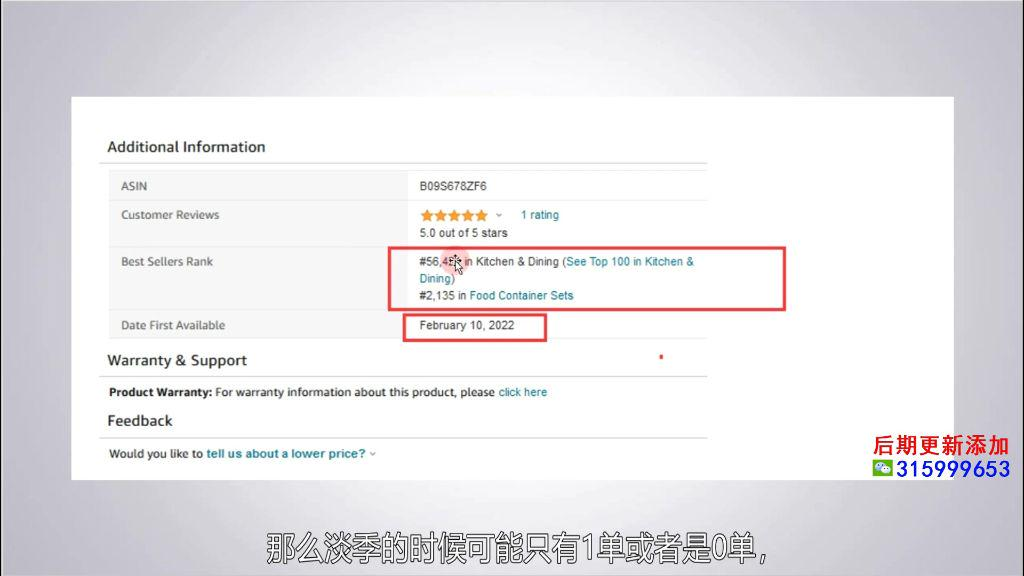 Additional Information
ASIN B09S678ZF6
Customer Reviews 1 rating
5.0 out of 5 stars
Best Sellers Rank in Kitchen & Dining (See Top 100 in Kitchen &
Dining)
#2,135 in Food Container Sets
Date First Available February 10, 2022
Warranty & Support
Product Warranty: For warranty information about this product, please click here
Feedback
Would you like to tell us about a lower price?
后期更新添加
315999653
那么淡季的时候可能只有1单或者是0单，